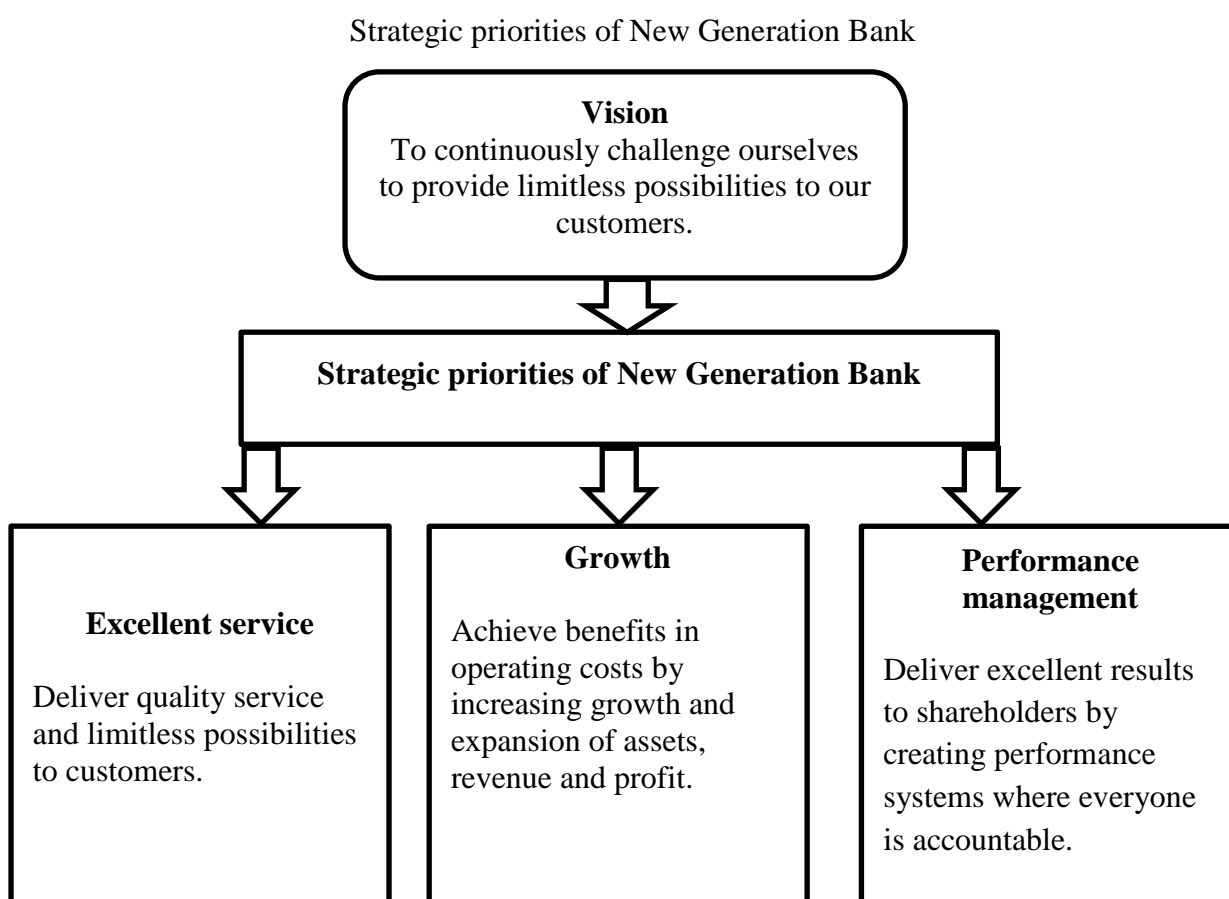 Strategic priorities of New Generation Bank
Vision
To continuously challenge ourselves
to provide limitless possibilities to our
customers.
Strategic priorities of New Generation Bank
Excellent service
Deliver quality service
and limitless possibilities
to customers.
Growth
Achieve benefits in
operating costs by
increasing growth and
expansion of assets,
revenue and profit.
Performance
management
Deliver excellent results
to shareholders by
creating performance
systems where everyone
is accountable.